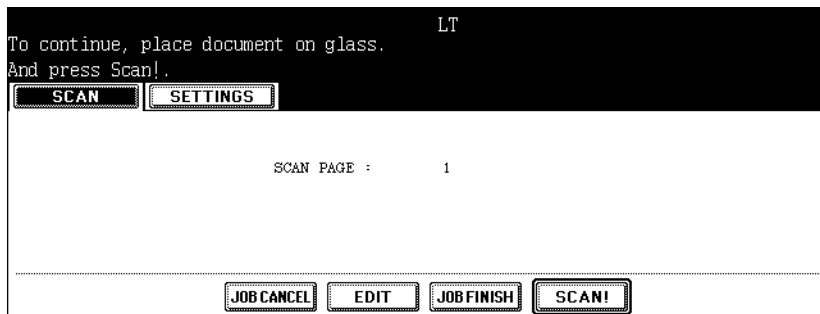 LT
To continue, place document on glass.
And press Scan!.
SCAN SETTINGS
SCAN PAGE : 1
JOB CANCEL EDIT JOB FINISH SCAN!